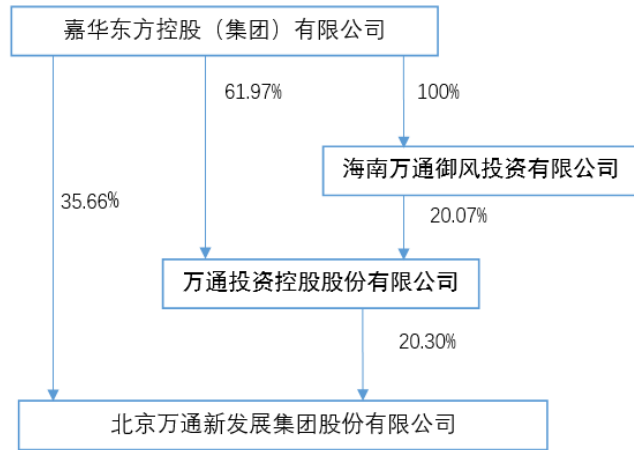 嘉华东方控股（集团）有限公司
61.97%
100%
海南万通御风投资有限公司
35.66%
20.07%
万通投资控股股份有限公司
20.30%
北京万通新发展集团股份有限公司